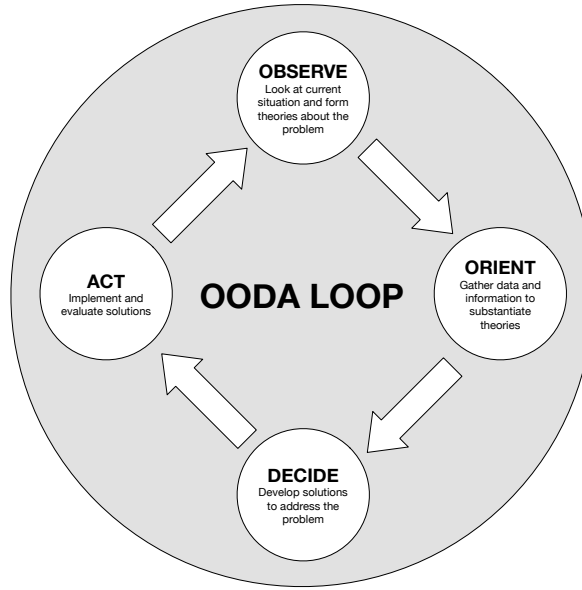 OBSERVE
Look at current
situation and form
theories about the
problem
ORIENT
Gather data and
information to
substantiate
theories
ACT
Implement and
evaluate solutions
OODA LOOP
DECIDE
Develop solutions
to address the
problem